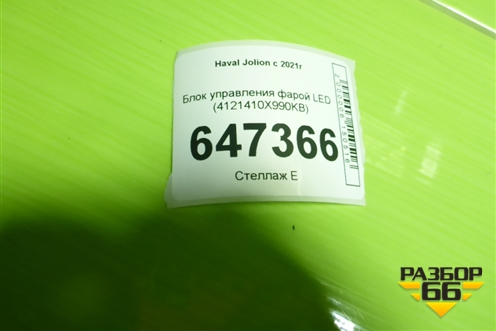 Haval Jolion с 2021г
Блок управления фарой LED
(4121410X990KB)
647366
Стеллаж Е
РАЗБОР
66